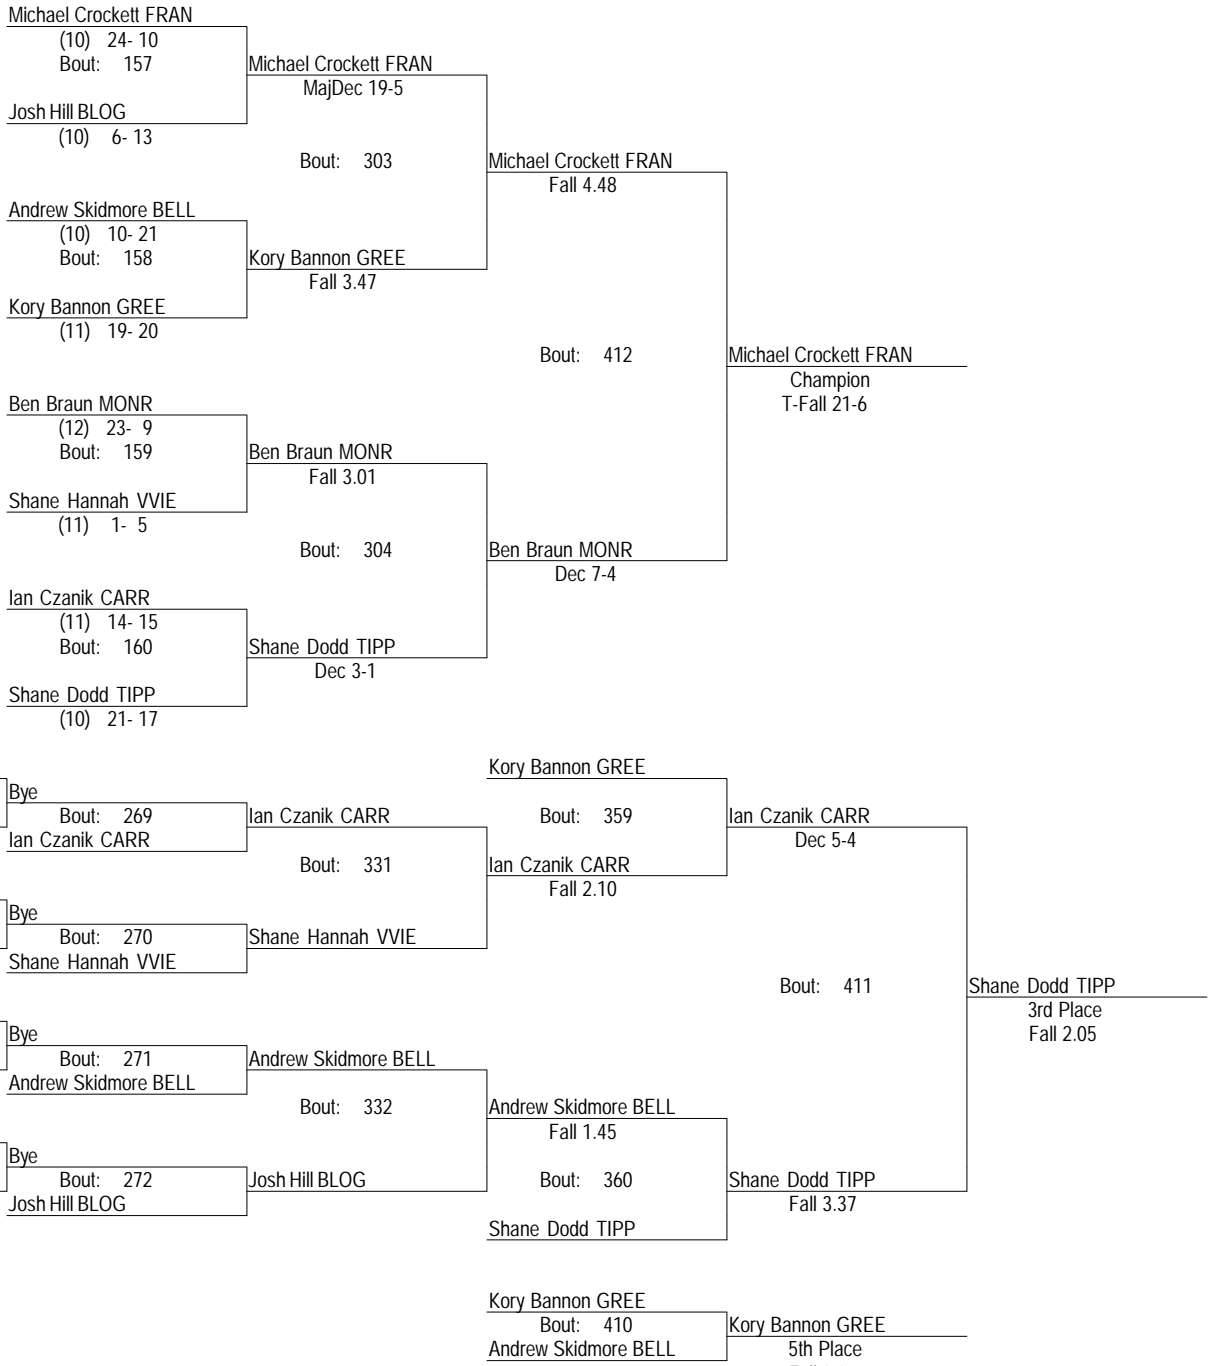 Michael Crockett FRAN
(10) 24- 10
Bout: 157
Michael Crockett FRAN
MajDec 19-5
Josh Hill BLOG
(10) 6- 13
Bout: 303
Michael Crockett FRAN
Fall 4.48
Andrew Skidmore BELL
(10) 10- 21
Bout: 158
Kory Bannon GREE
Fall 3.47
Kory Bannon GREE
(11) 19- 20
Bout: 412
Michael Crockett FRAN
Champion
T-Fall 21-6
Ben Braun MONR
(12) 23- 9
Bout: 159
Ben Braun MONR
Fall 3.01
Shane Hannah VVIE
(11) 1- 5
Bout: 304
Ben Braun MONR
Dec 7-4
Ian Czanik CARR
(11) 14- 15
Bout: 160
Shane Dodd TIPP
Dec 3-1
Shane Dodd TIPP
(10) 21- 17
Kory Bannon GREE
Bye
Bout: 269
Ian Czanik CARR
Ian Czanik CARR
Bout: 359
Ian Czanik CARR
Dec 5-4
Bout: 331
Ian Czanik CARR
Fall 2.10
Bye
Bout: 270
Shane Hannah VVIE
Shane Hannah VVIE
Bout: 411
Shane Dodd TIPP
3rd Place
Fall 2.05
Bye
Bout: 271
Andrew Skidmore BELL
Andrew Skidmore BELL
Bout: 332
Andrew Skidmore BELL
Fall 1.45
Bye
Bout: 272
Josh Hill BLOG
Josh Hill BLOG
Bout: 360
Shane Dodd TIPP
Fall 3.37
Shane Dodd TIPP
Kory Bannon GREE
Bout: 410
Andrew Skidmore BELL
Kory Bannon GREE
5th Place